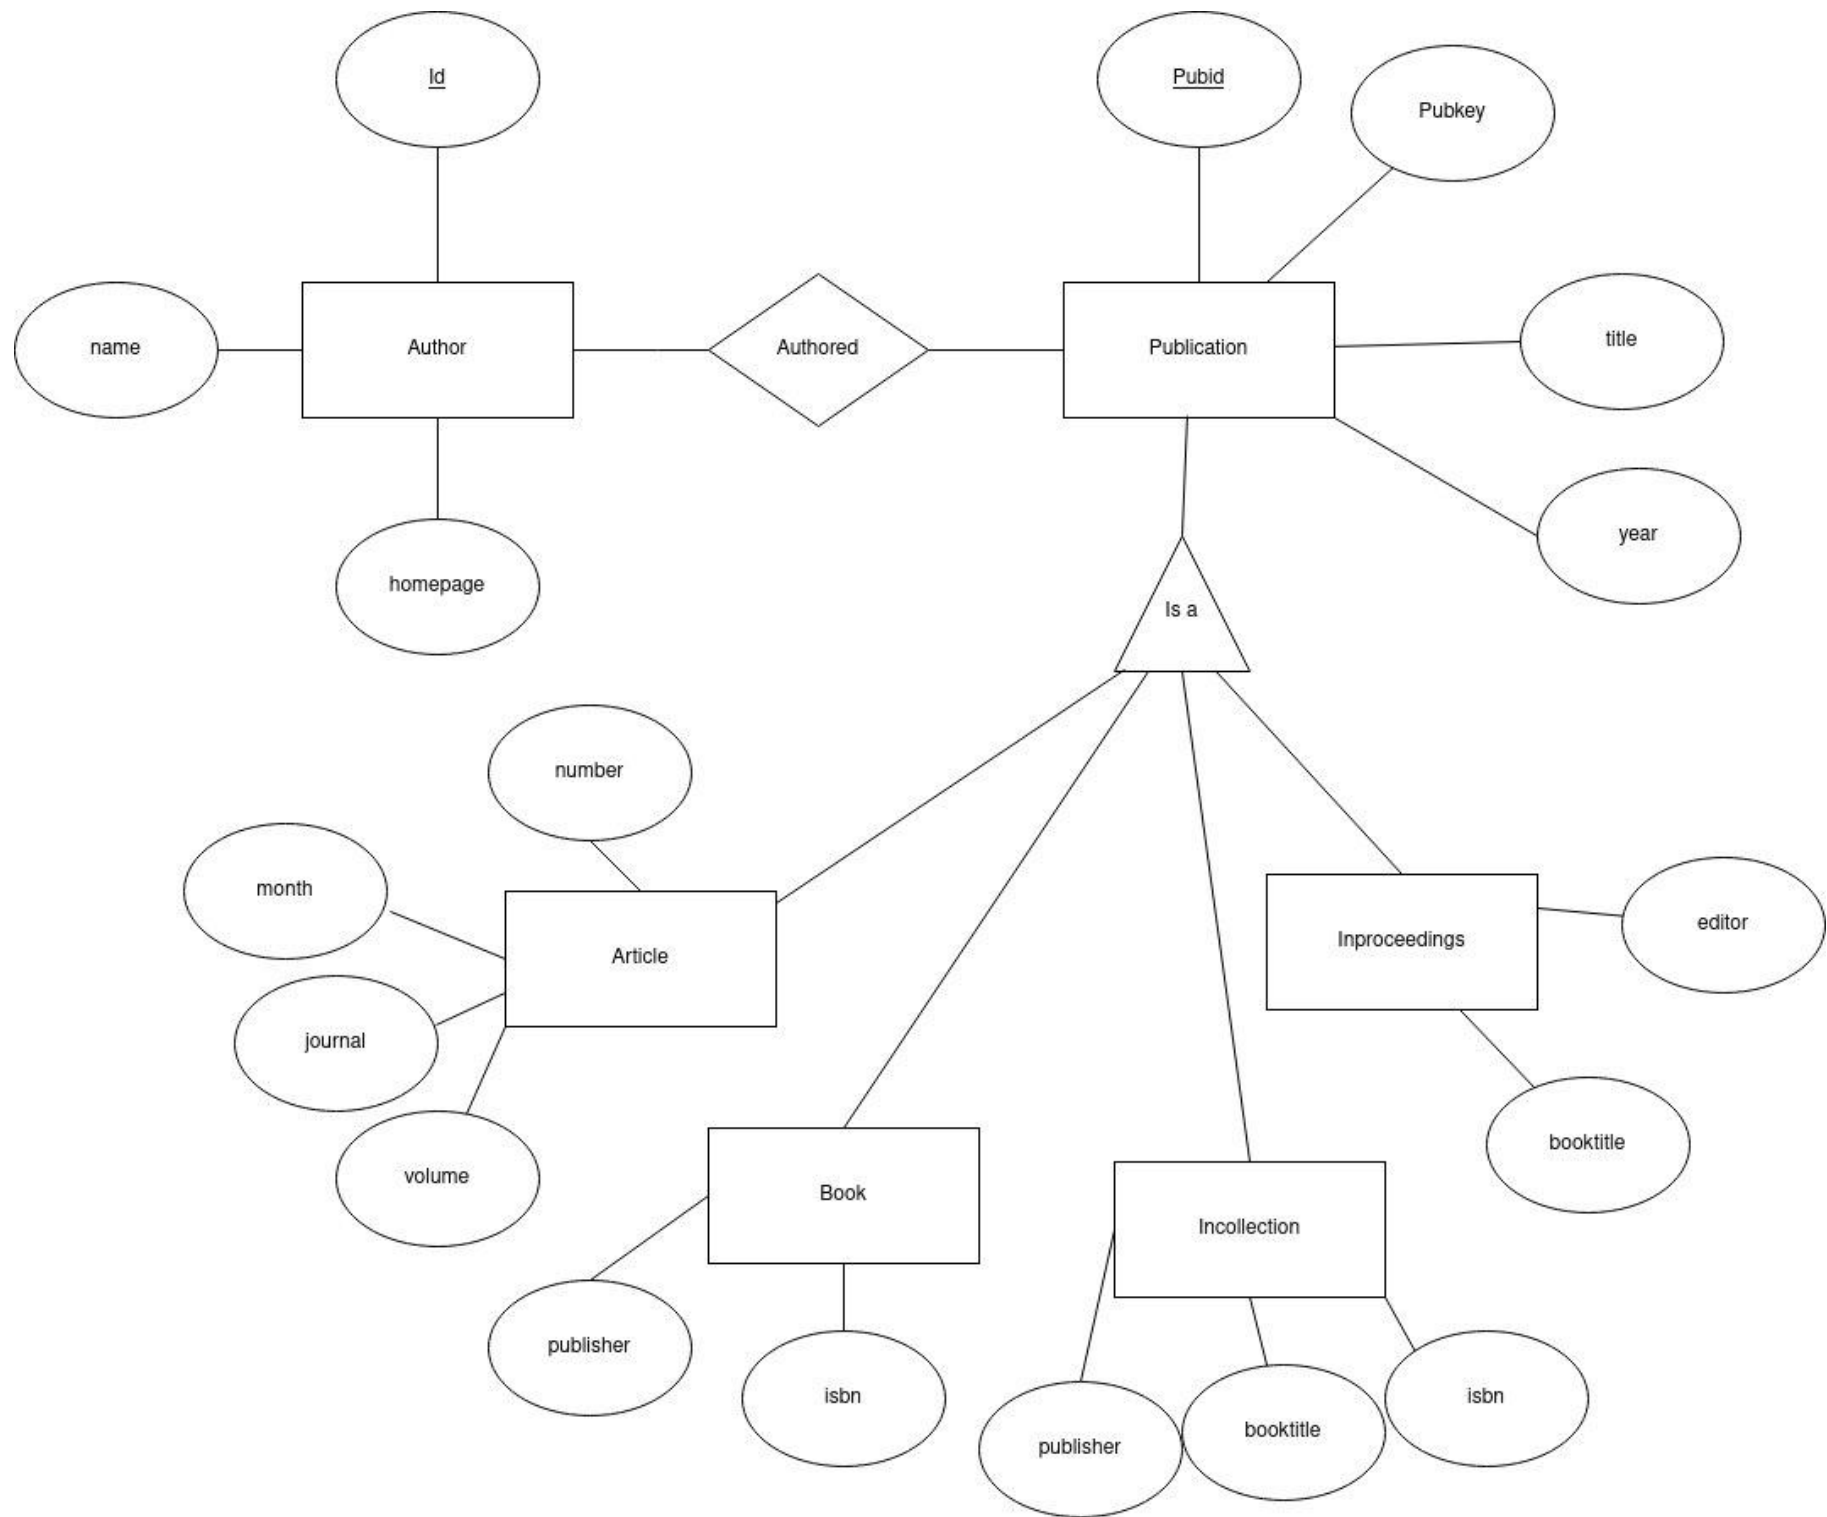 Id
Pubid
Pubkey
name
Author
Authored
Publication
title
year
homepage
Is a
number
month
Article
journal
volume
Inproceedings
editor
booktitle
Book
Incollection
publisher
isbn
publisher
booktitle
isbn